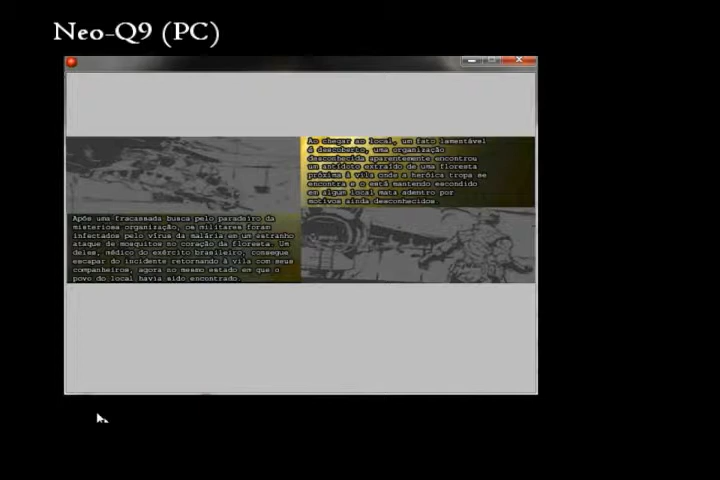 Neo-Q9 (PC)
Ao chegar ao local, um fato lamestável
é descoberto, uma organização
desconhecida aparentemente encontrou
um antídoto extraído de uma floresta
próxima à vila onde a heróica tropa se
encontra e o está mantendo escondido
em algum local mata adentro por
motivos ainda desconhecidos.
Após uma fracassada busca pelo paradeiro da
misteriosa organização, os militares foram
infectados pelo vírus da malária em um estranho
ataque de mosquitos no coração da floresta. Um
deles, médico do exército brasileiro, consegue
escapar do incidente retornando à vila com seus
companheiros, agora no mesmo estado em que o
povo do local havia sido encontrado.